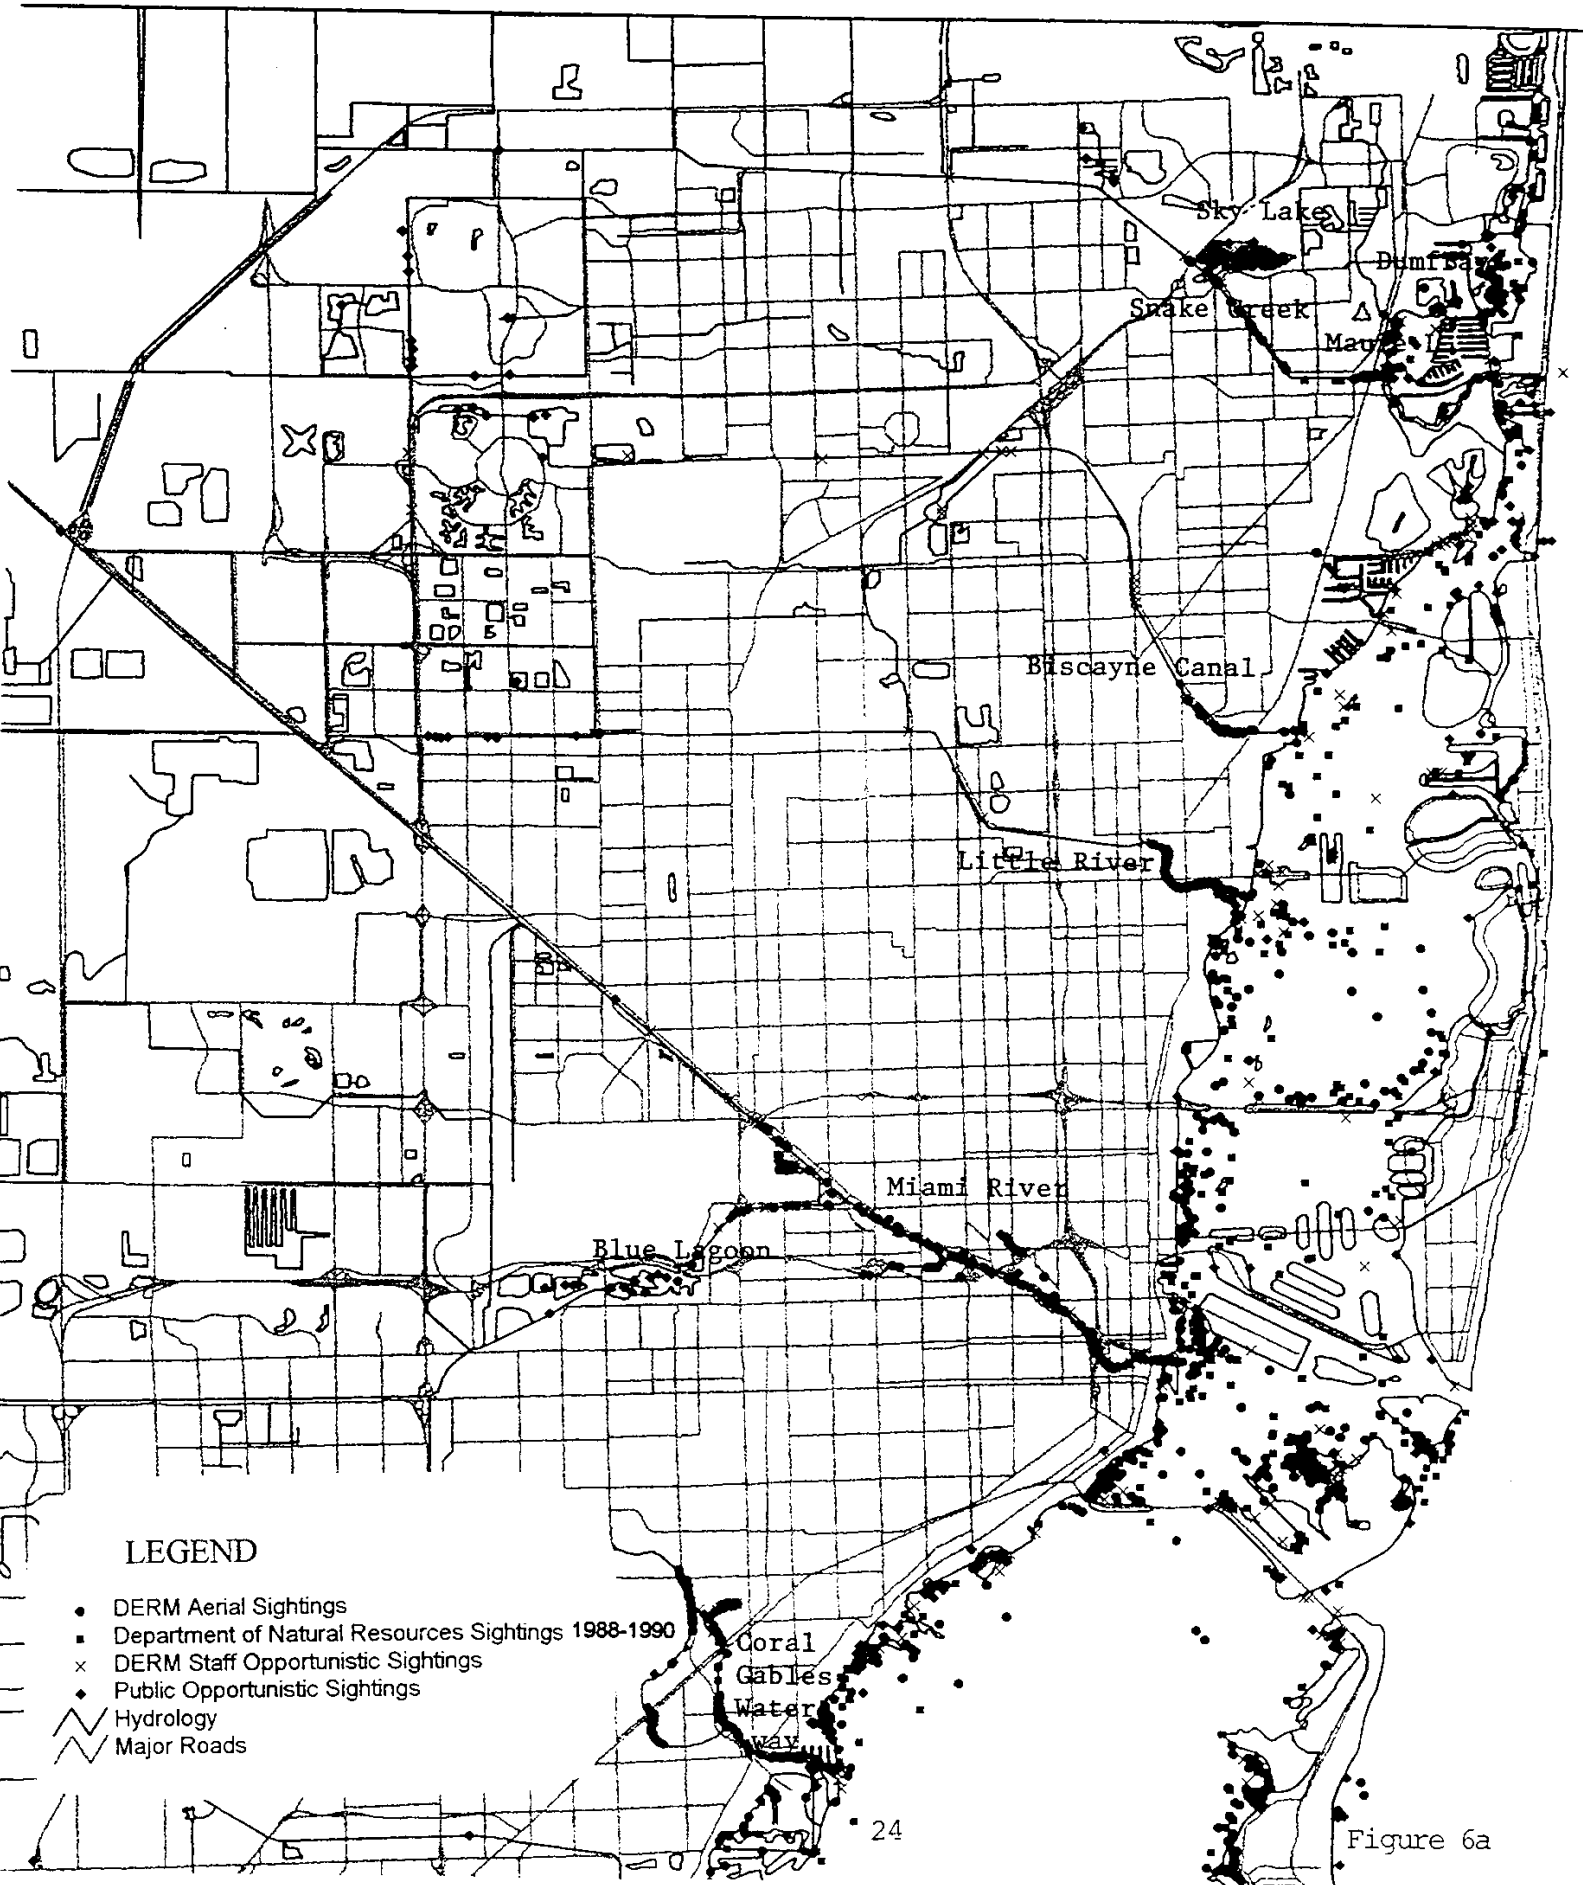 Sky Lake
Snake Creek
Biscayne Canal
Little River
Miami River
Blue Lagoon
LEGEND
DERM Aerial Sightings
Department of Natural Resources Sightings 1988-1990
DERM Staff Opportunistic Sightings
Public Opportunistic Sightings
Hydrology
Major Roads
Coral
Gables
Water
way
24
Figure 6a